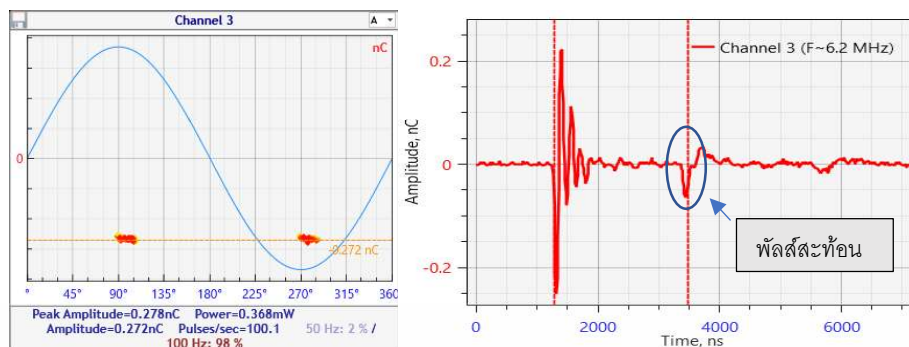 Channel 3
A
nC
0
-0.272 nC
0° 45° 90° 135° 180° 225° 270° 315° 360°
Peak Amplitude=0.278nC Power=0.368mW
Amplitude=0.272nC Pulses/sec=100.1 50 Hz: 2% /
100 Hz: 98 %
Channel 3 (F~6.2 MHz)
Amplitude, nC
0.2
0
-0.2
พัลส์สะท้อน
0 2000 4000 6000
Time, ns